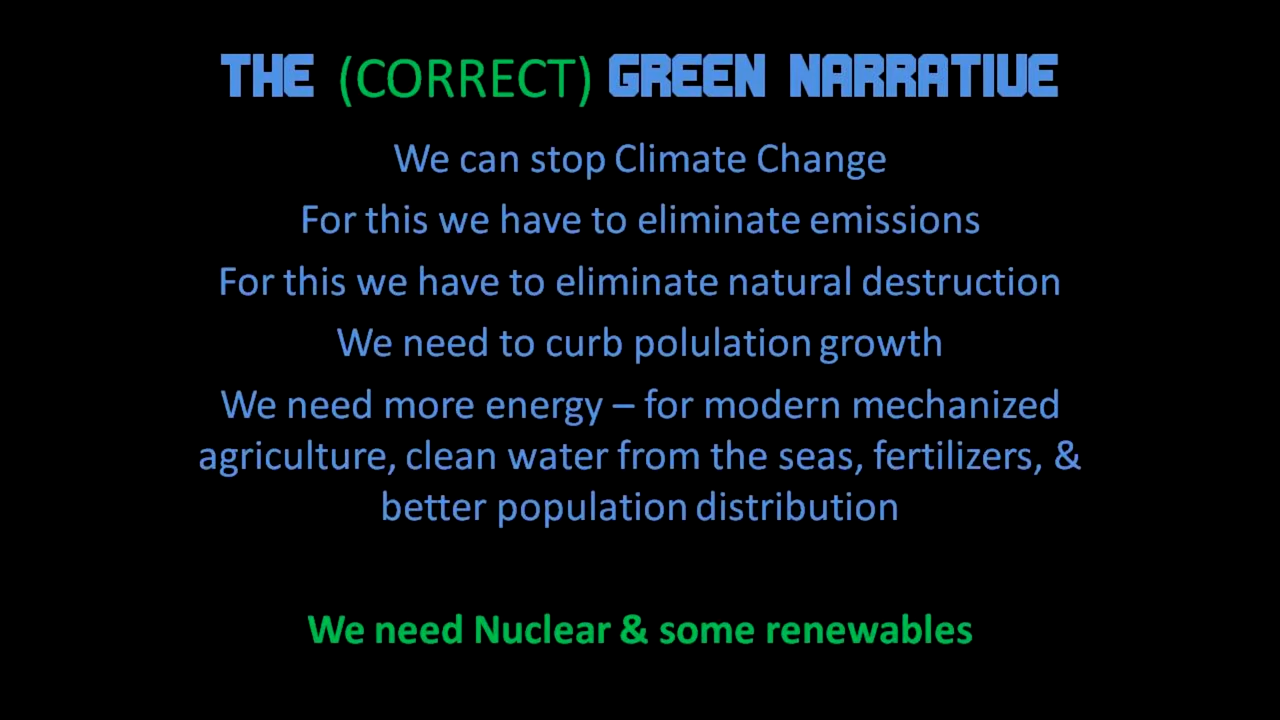 THE (CORRECT) GREEN NARRATIVE
We can stop Climate Change
For this we have to eliminate emissions
For this we have to eliminate natural destruction
We need to curb polulation growth
We need more energy – for modern mechanized
agriculture, clean water from the seas, fertilizers, &
better population distribution
We need Nuclear & some renewables